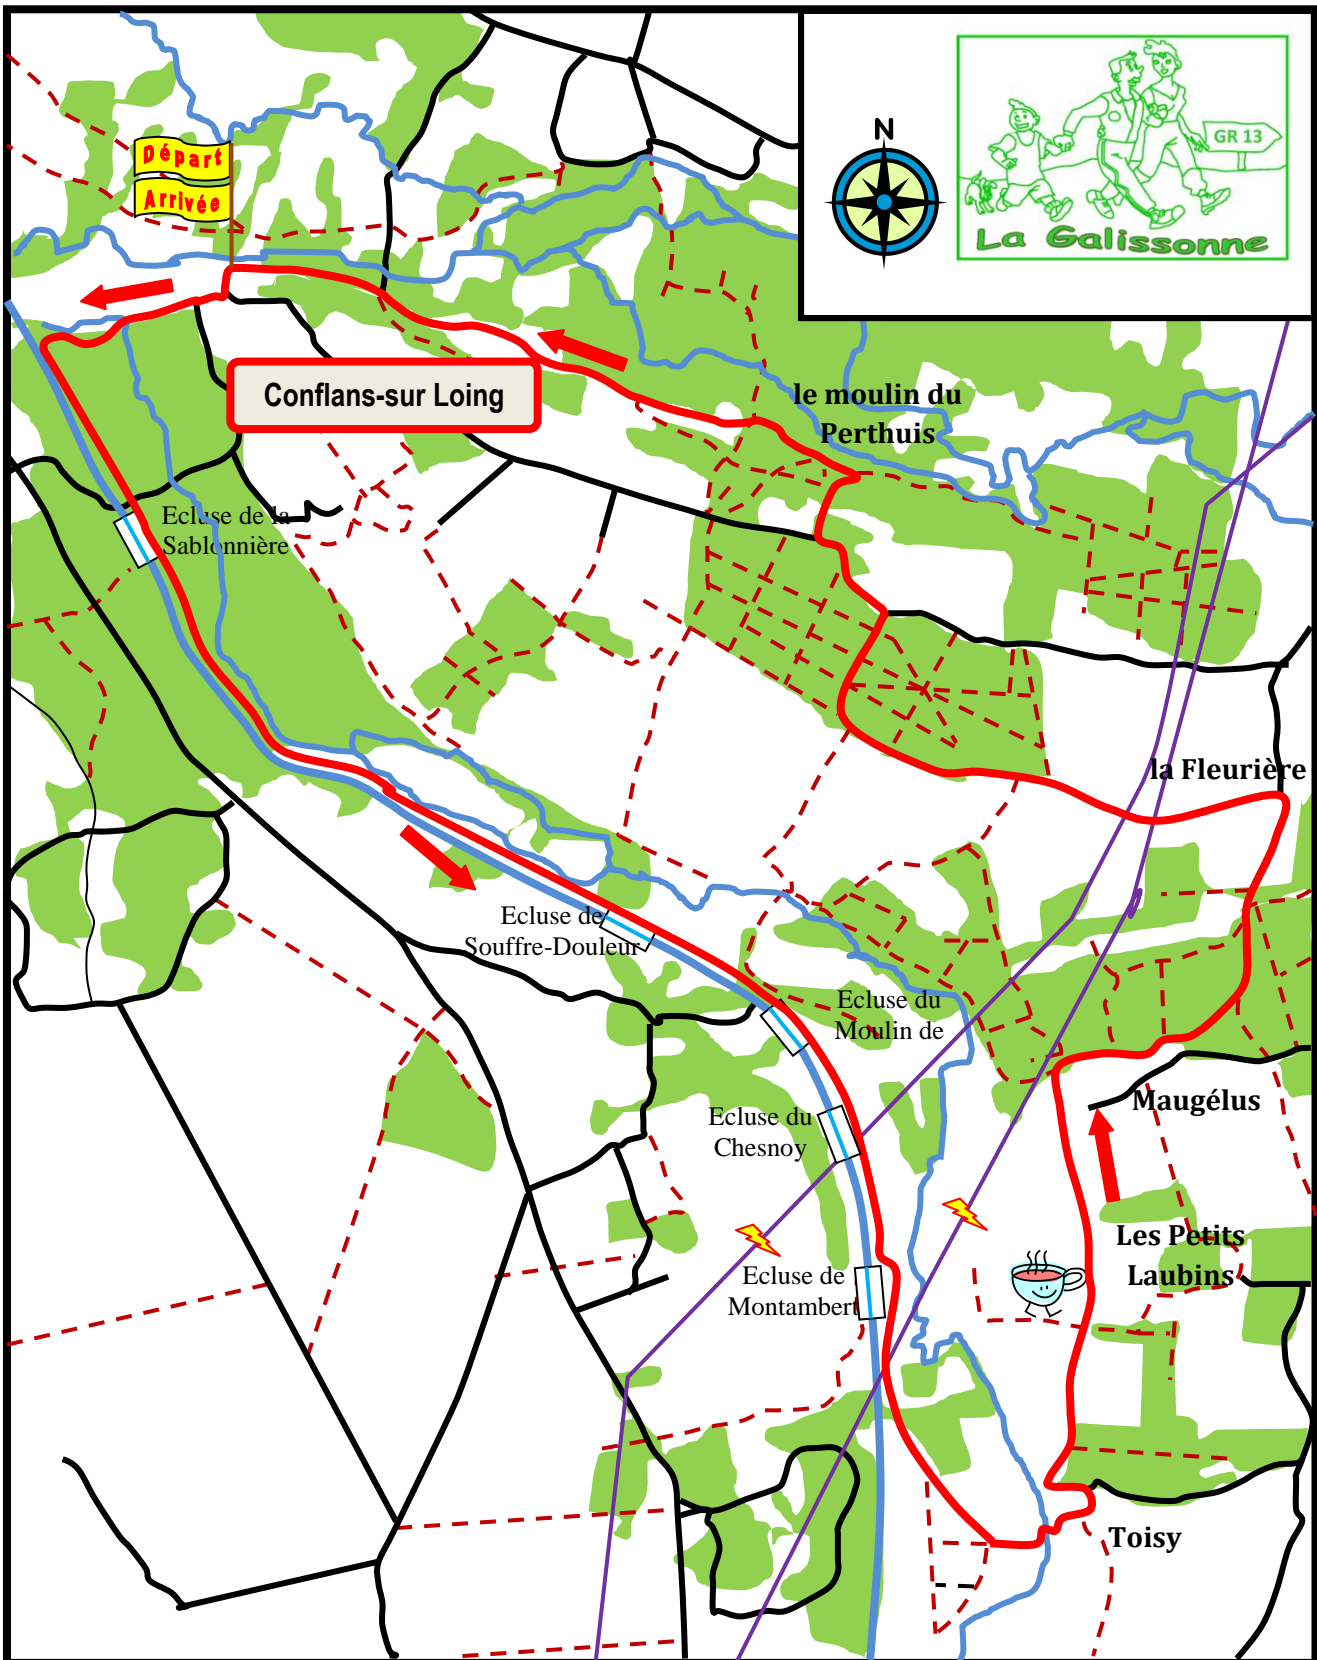 N
GR 13
La Galissonne
Départ
Arrivée
Conflans-sur Loing
le moulin du
Perthuis
Ecluse de la
Sablonnière
la Fleurière
Ecluse de
Souffre-Douleur
Ecluse du
Moulin de
Maugélus
Ecluse du
Chesnoy
Les Petits
Laubins
Ecluse de
Montambert
Toisy